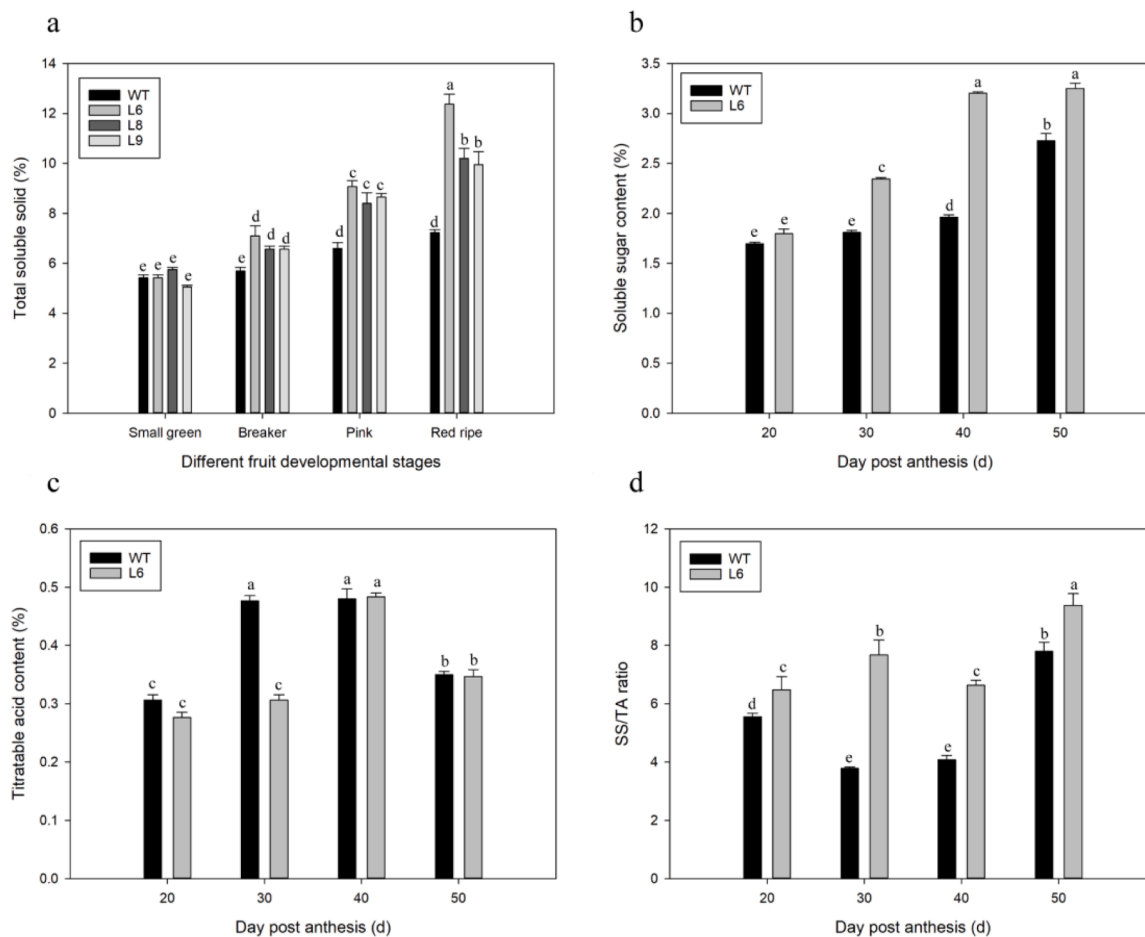 a
14
12
10
8
6
4
2
0
Total soluble solid (%)
WT
L6
L8
L9
e e e e
e d d d
d c c c
d a b b
Small green Breaker Pink Red ripe
Different fruit developmental stages
b
3.5
3.0
2.5
2.0
1.5
1.0
0.5
0.0
Soluble sugar content (%)
WT
L6
e e e c d a b a
20 30 40 50
Day post anthesis (d)
c
0.6
0.5
0.4
0.3
0.2
0.1
0.0
Titratable acid content (%)
WT
L6
c c a c a a b b
20 30 40 50
Day post anthesis (d)
d
12
10
8
6
4
2
0
SS/TA ratio
WT
L6
d c e b e c b a
20 30 40 50
Day post anthesis (d)